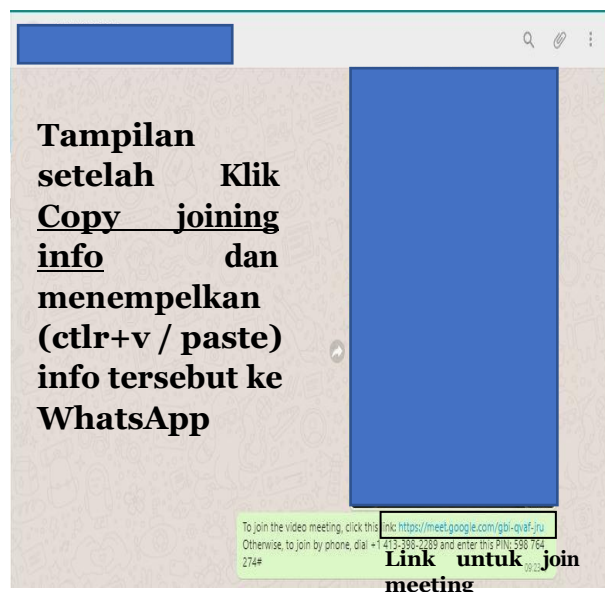 Tampilan
setelah Klik
Copy joining
info dan
menempelkan
(ctlr+v / paste)
info tersebut ke
WhatsApp
To join the video meeting, click this link: https://meet.google.com/gbi-qvaf-jru
Otherwise, to join by phone, dial +1 413-398-2289 and enter this PIN: 598 764
274#
09:23
Link untuk join
meeting